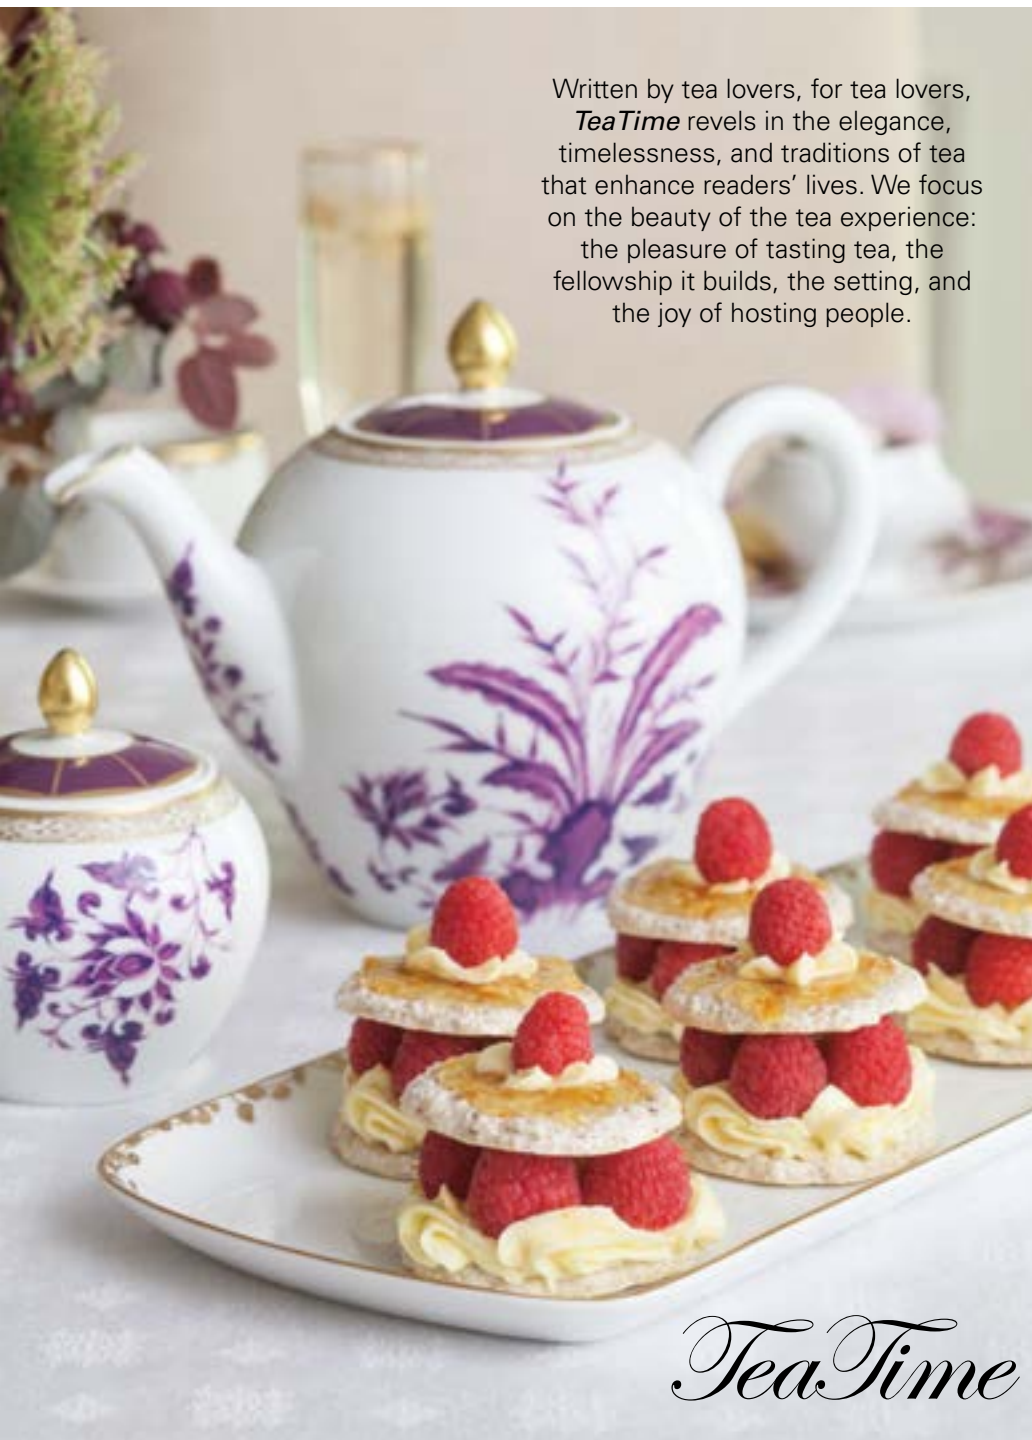 Written by tea lovers, for tea lovers,
TeaTime revels in the elegance,
timelessness, and traditions of tea
that enhance readers’ lives. We focus
on the beauty of the tea experience:
the pleasure of tasting tea, the
fellowship it builds, the setting, and
the joy of hosting people.
TeaTime